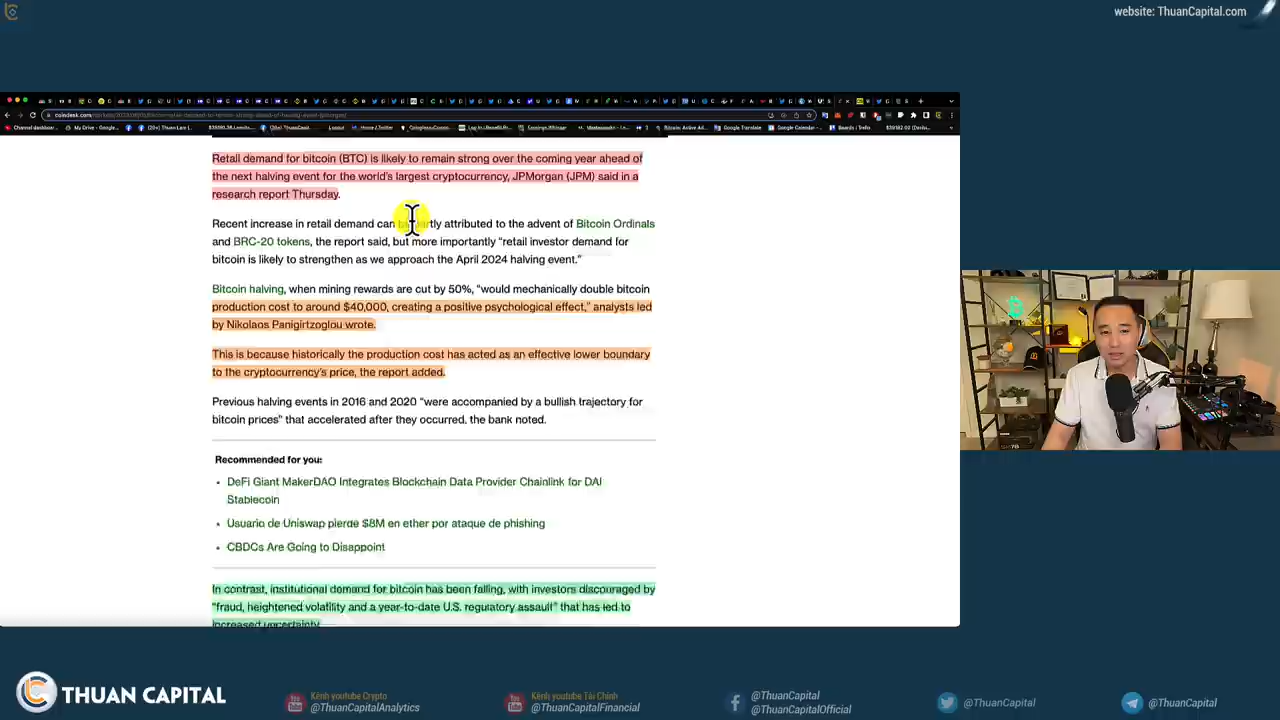 website: ThuanCapital.com
Retail demand for bitcoin (BTC) is likely to remain strong over the coming year ahead of
the next halving event for the world's largest cryptocurrency, JPMorgan (JPM) said in a
research report Thursday.
Recent increase in retail demand can be partly attributed to the advent of Bitcoin Ordinals
and BRC-20 tokens, the report said, but more importantly “retail investor demand for
bitcoin is likely to strengthen as we approach the April 2024 halving event.”
Bitcoin halving, when mining rewards are cut by 50%, “would mechanically double bitcoin
production cost to around $40,000, creating a positive psychological effect,” analysts led
by Nikolaos Panigirtzoglou wrote.
This is because historically the production cost has acted as an effective lower boundary
to the cryptocurrency's price, the report added.
Previous halving events in 2016 and 2020 “were accompanied by a bullish trajectory for
bitcoin prices” that accelerated after they occurred, the bank noted.
Recommended for you:
• DeFi Giant MakerDAO Integrates Blockchain Data Provider Chainlink for DAI
Stablecoin
• Usuario de Uniswap pierde $8M en ether por ataque de phishing
• CBDCs Are Going to Disappoint
In contrast, institutional demand for bitcoin has been falling, with investors discouraged by
“fraud, heightened volatility and a year-to-date U.S. regulatory assault” that has led to
increased uncertainty
THUAN CAPITAL
Kênh youtube Crypto
@ThuanCapitalAnalytics
Kênh youtube Tài Chính
@ThuanCapitalFinancial
@ThuanCapital
@ThuanCapitalOfficial
@ThuanCapital
@ThuanCapital